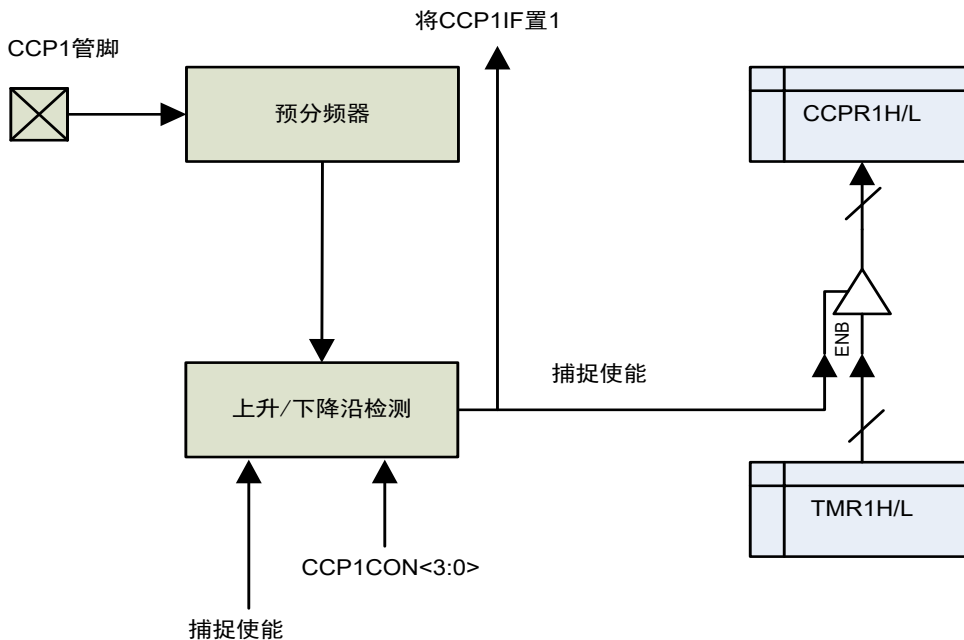 将CCP1IF置1
CCP1管脚
预分频器
CCPR1H/L
ENB
捕捉使能
上升/下降沿检测
TMR1H/L
CCP1CON<3:0>
捕捉使能